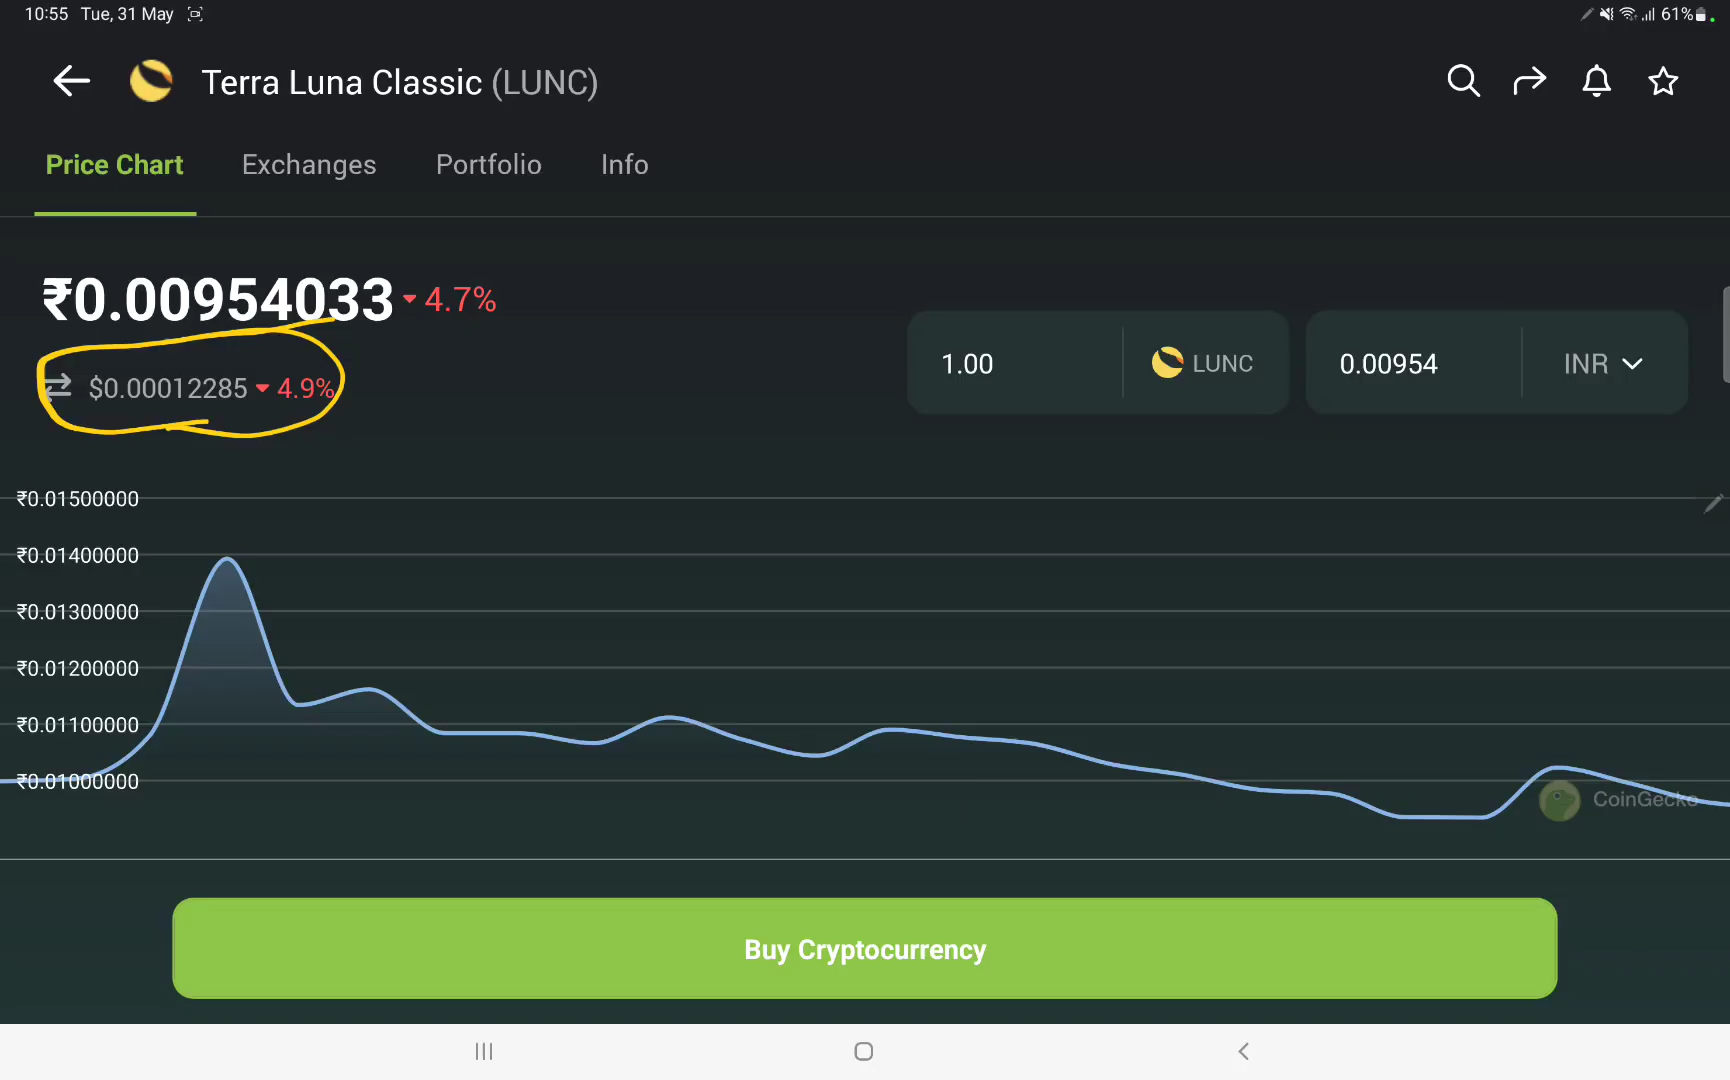 10:55 Tue, 31 May 61%
Terra Luna Classic (LUNC)
Price Chart Exchanges Portfolio Info
₹0.00954033 4.7%
$0.00012285 4.9%
1.00 LUNC 0.00954 INR
₹0.01500000
₹0.01400000
₹0.01300000
₹0.01200000
₹0.01100000
₹0.01000000
CoinGecko
Buy Cryptocurrency